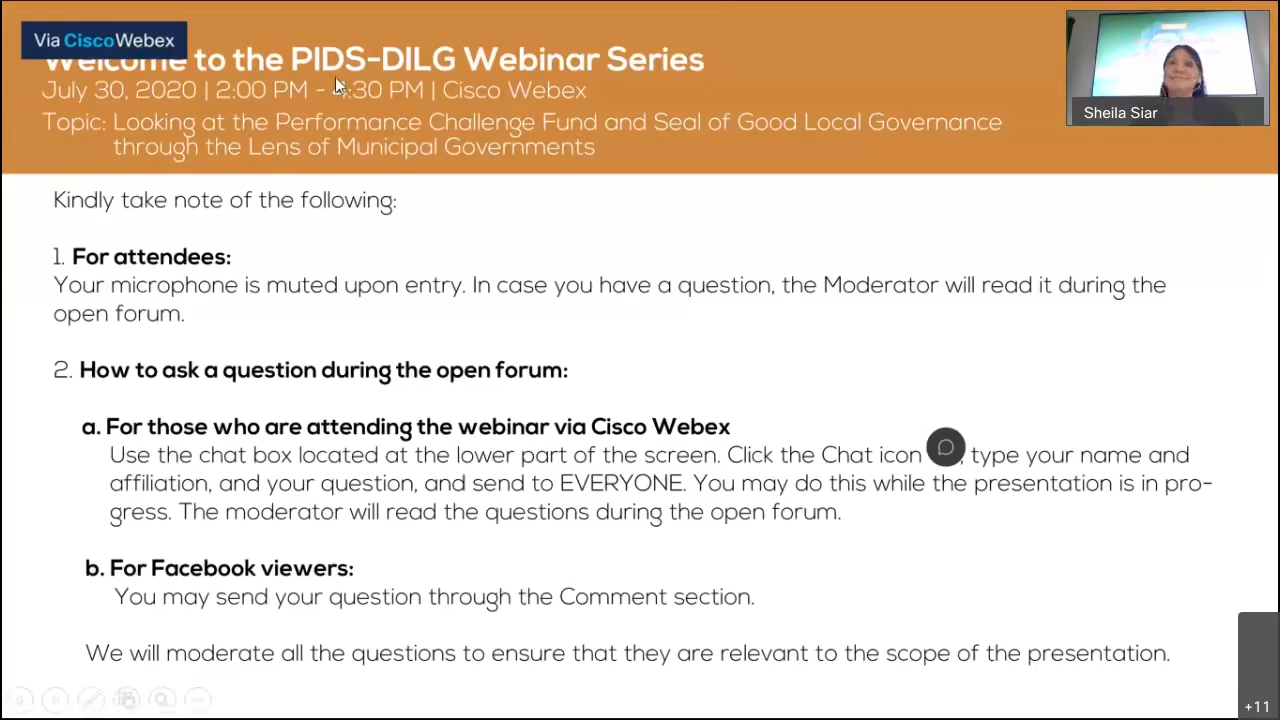 Via Cisco Webex
Welcome to the PIDS-DILG Webinar Series
July 30, 2020 | 2:00 PM - 4:30 PM | Cisco Webex
Topic: Looking at the Performance Challenge Fund and Seal of Good Local Governance
through the Lens of Municipal Governments
Sheila Siar
Kindly take note of the following:
1. For attendees:
Your microphone is muted upon entry. In case you have a question, the Moderator will read it during the
open forum.
2. How to ask a question during the open forum:
a. For those who are attending the webinar via Cisco Webex
Use the chat box located at the lower part of the screen. Click the Chat icon , type your name and
affiliation, and your question, and send to EVERYONE. You may do this while the presentation is in pro-
gress. The moderator will read the questions during the open forum.
b. For Facebook viewers:
You may send your question through the Comment section.
We will moderate all the questions to ensure that they are relevant to the scope of the presentation.
+11